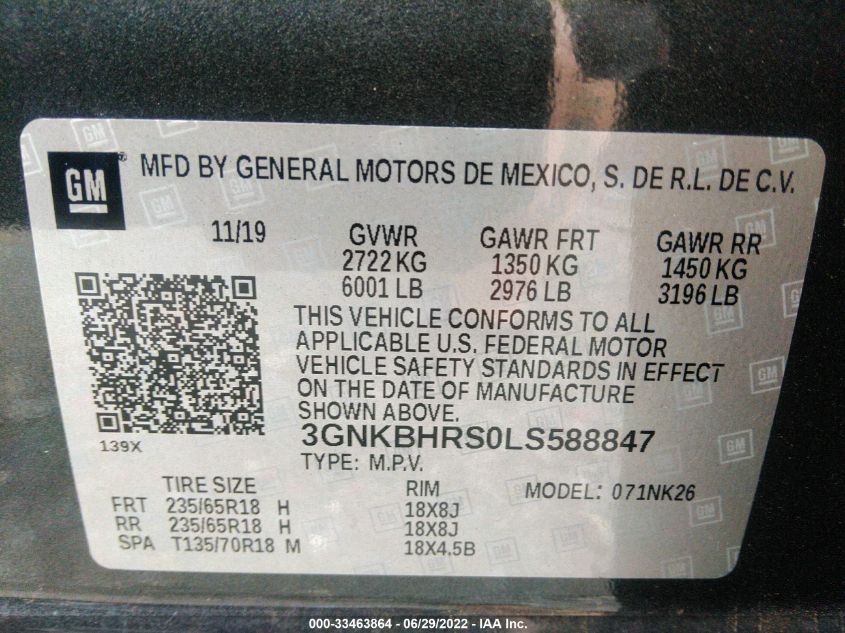 GM
MFD BY GENERAL MOTORS DE MEXICO, S. DE R.L. DE C.V.
11/19 GVWR GAWR FRT GAWR RR
2722 KG 1350 KG 1450 KG
6001 LB 2976 LB 3196 LB
THIS VEHICLE CONFORMS TO ALL
APPLICABLE U.S. FEDERAL MOTOR
VEHICLE SAFETY STANDARDS IN EFFECT
ON THE DATE OF MANUFACTURE
SHOWN ABOVE.
139X
3GNKBHRS0LS588847
TYPE: M.P.V.
TIRE SIZE RIM MODEL: 071NK26
FRT 235/65R18 H 18X8J
RR 235/65R18 H 18X8J
SPA T135/70R18 M 18X4.5B
000-33463864 / 06/29/2022 - IAA Inc.